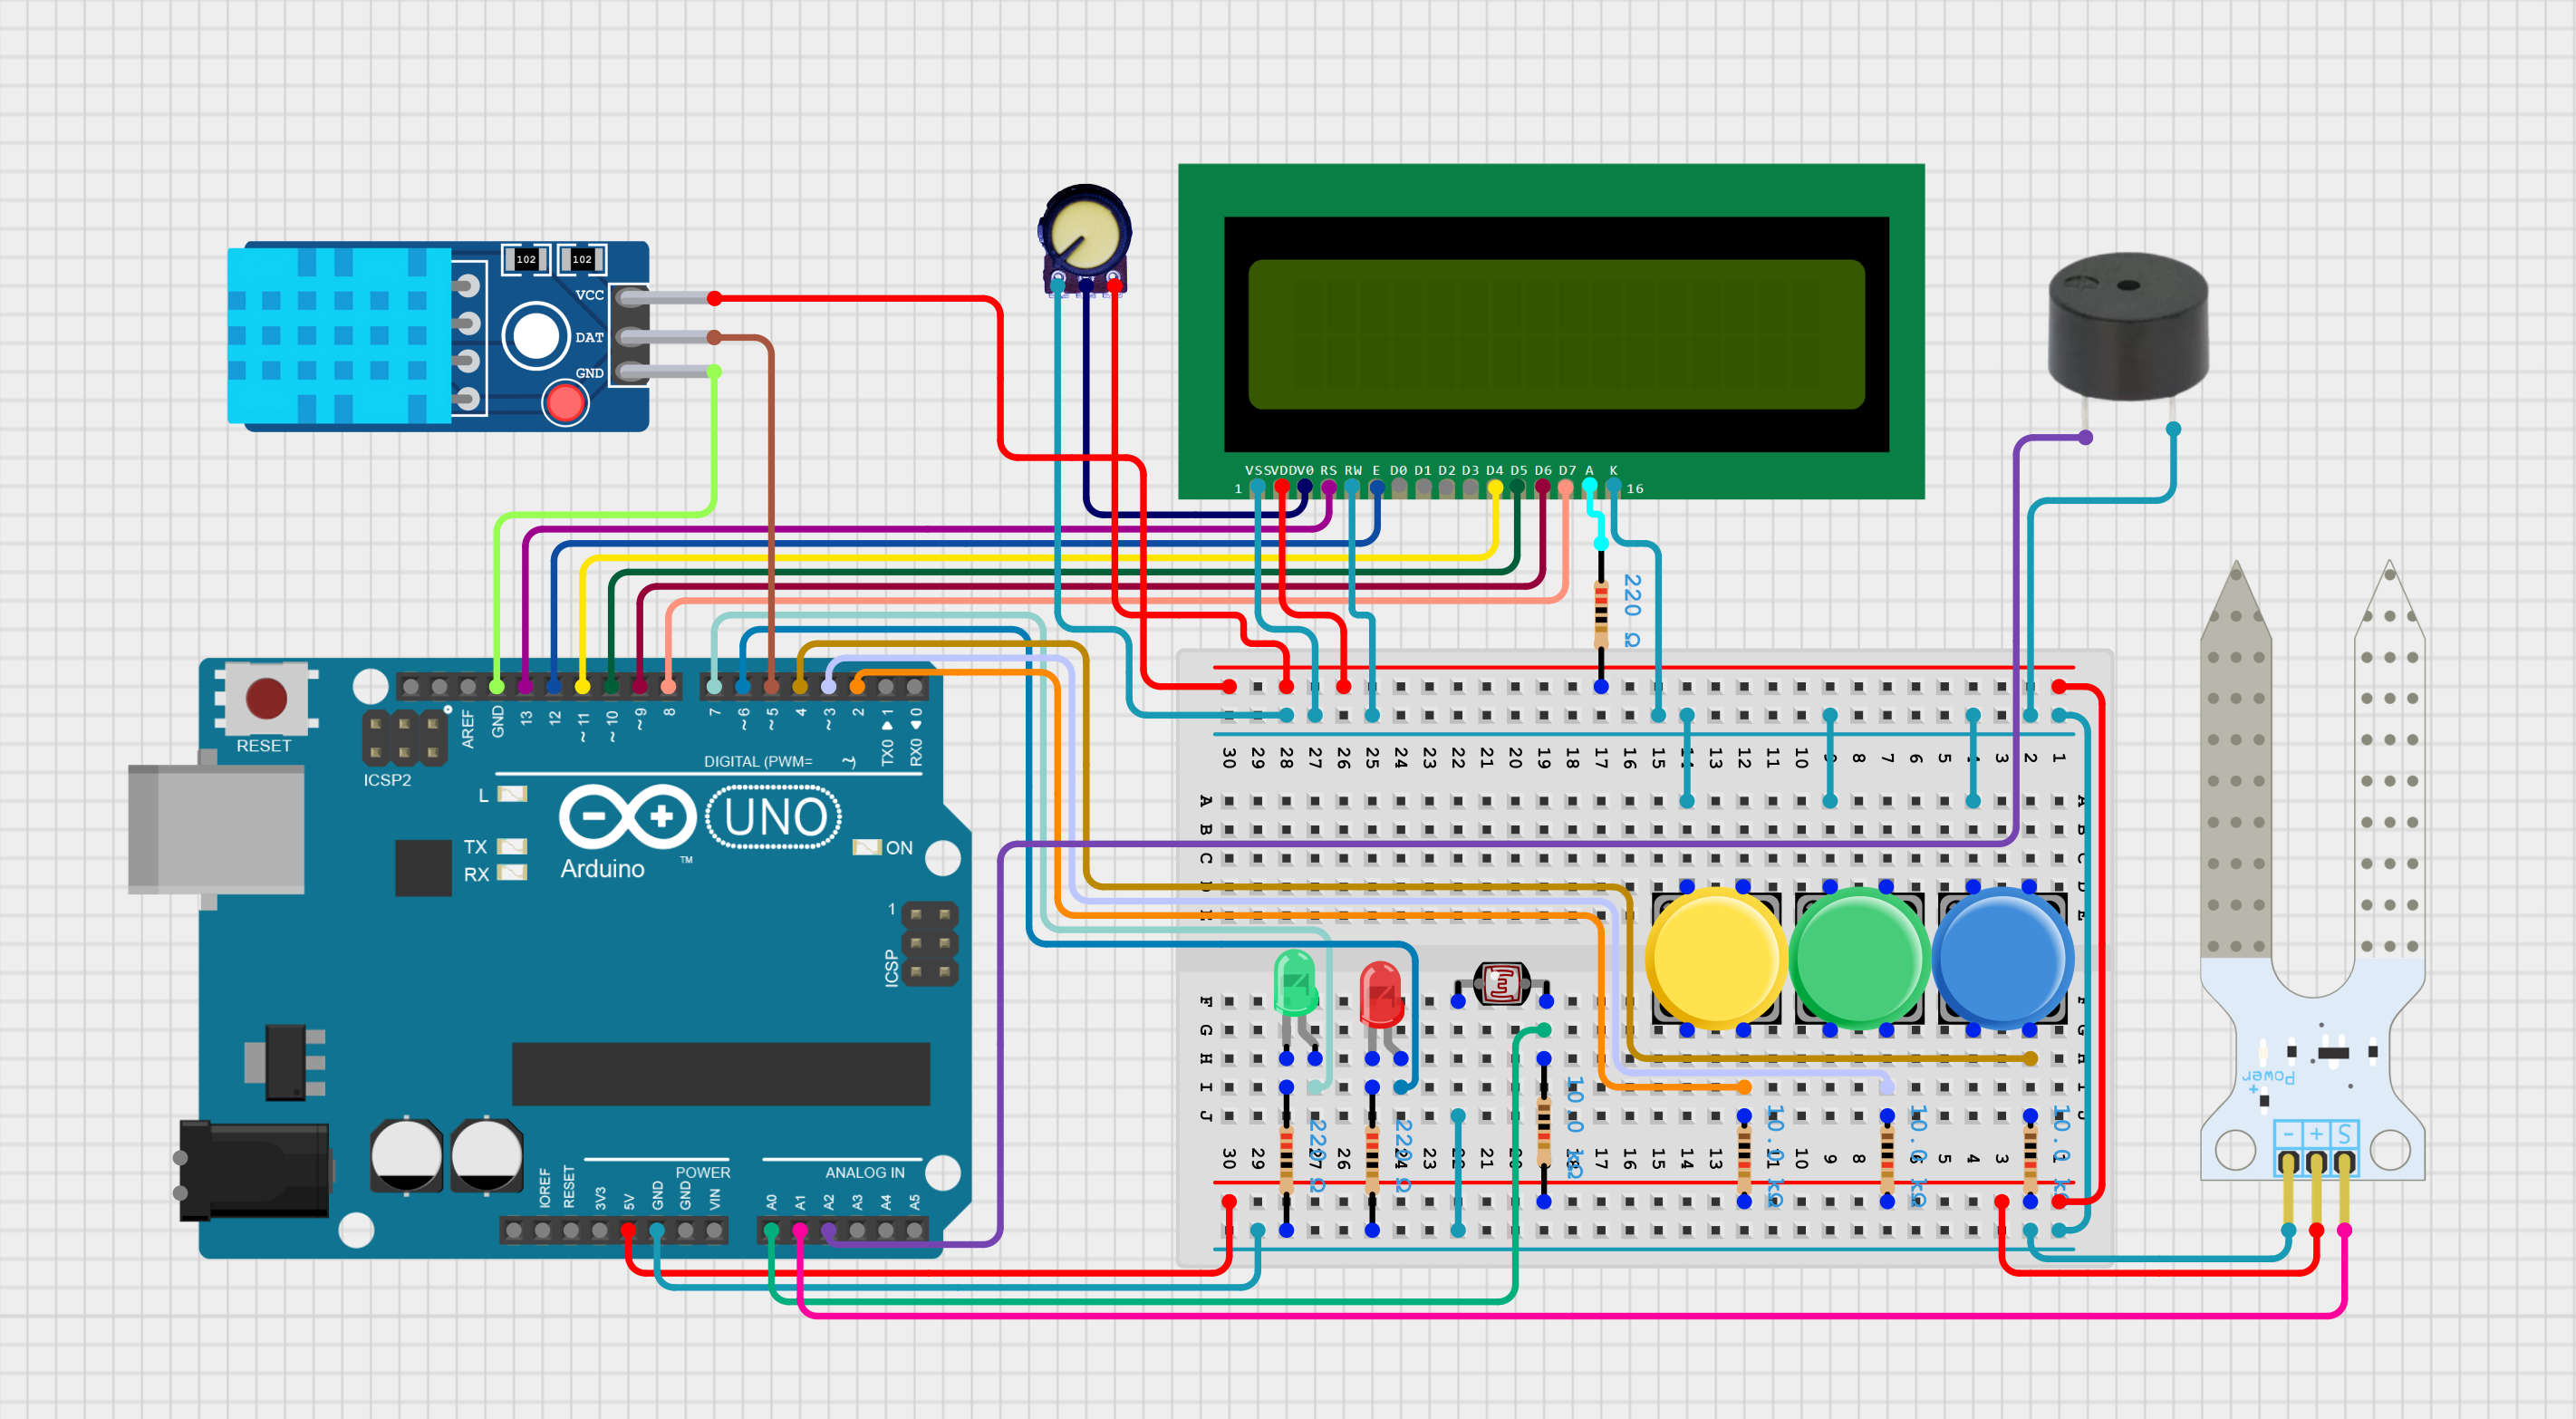 102 102
VCC
DAT
GND
VSS VDD V0 RS RW E D0 D1 D2 D3 D4 D5 D6 D7 A K
1 16
220 Ω
RESET
ICSP2
AREF GND 13 12 ~11 ~10 ~9 8 7 ~6 ~5 4 ~3 2 TX0 ▶ 1 RX0 ◀ 0
DIGITAL (PWM= ~)
L
TX
RX
UNO
ON
Arduino ™
1
ICSP
POWER
ANALOG IN
IOREF RESET 3V3 5V GND GND VIN A0 A1 A2 A3 A4 A5
30 29 28 27 26 25 24 23 22 21 20 19 18 17 16 15 14 13 12 11 10 9 8 7 6 5 4 3 2 1
A A
B B
C C
D D
E E
F F
G G
H H
I I
J J
220 Ω 220 Ω 10.0 kΩ 10.0 kΩ 10.0 kΩ 10.0 kΩ
30 29 28 27 26 25 24 23 22 21 20 19 18 17 16 15 14 13 12 11 10 9 8 7 6 5 4 3 2 1
Power
+
- + S